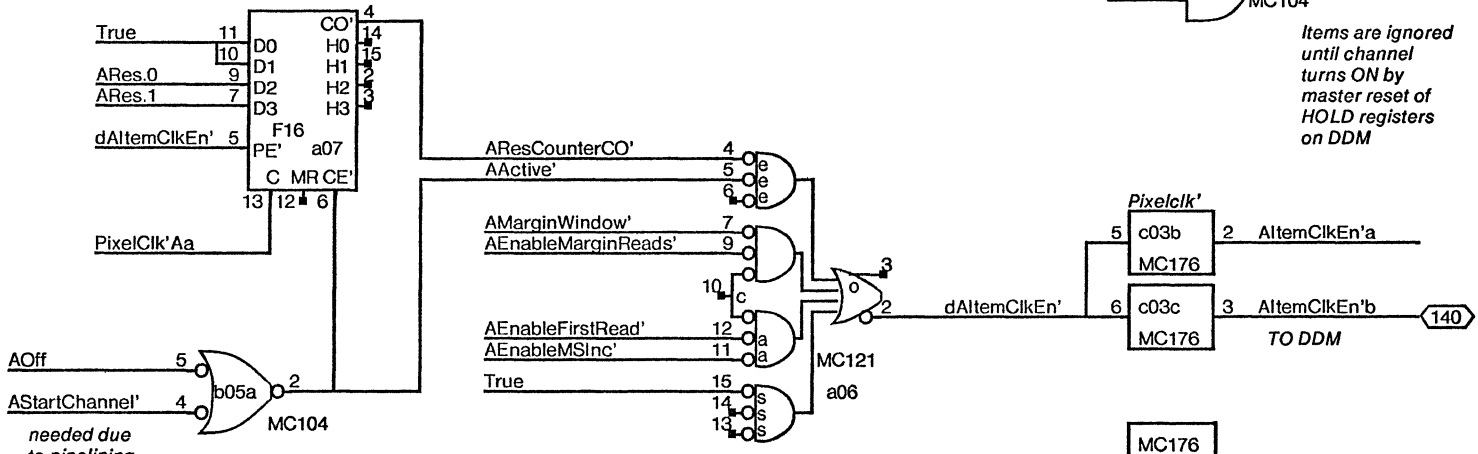 4
CO'
MC104
True 11 D0 H0 14
10 D1 H1 15
ARes.0 9 D2 H2 2
ARes.1 7 D3 H3 3
F16
dAItemClkEn' 5 PE' a07
C MR CE'
13 12 6
PixelClk'Aa
Items are ignored
until channel
turns ON by
master reset of
HOLD registers
on DDM
AResCounterCO' 4 e
AActive' 5 e
6 e
AMarginWindow' 7
AEnableMarginReads' 9
10 c
AEnableFirstRead' 12 a
AEnableMSInc' 11 a
True 15 s
14 s
13 s
3
o
2 dAItemClkEn'
MC121
a06
Pixelclk'
5 c03b 2 AItemClkEn'a
MC176
6 c03c 3 AItemClkEn'b 140
MC176 TO DDM
AOff 5
b05a 2
AStartChannel' 4
MC104
needed due
to pipelining
MC176